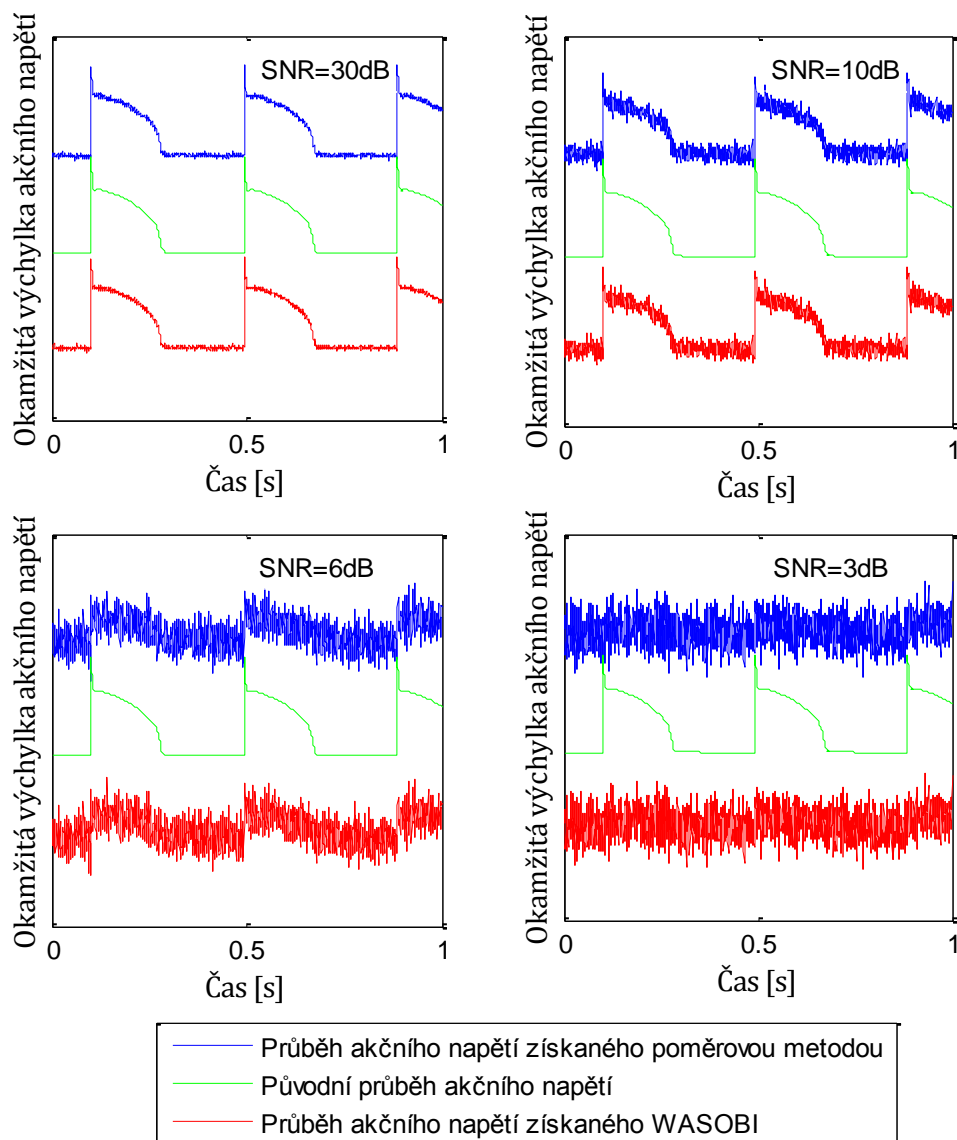 Okamžitá výchylka akčního napětí
SNR=30dB
0
0.5
1
Čas [s]
Okamžitá výchylka akčního napětí
SNR=10dB
0
0.5
1
Čas [s]
Okamžitá výchylka akčního napětí
SNR=6dB
0
0.5
1
Čas [s]
Okamžitá výchylka akčního napětí
SNR=3dB
0
0.5
1
Čas [s]
Průběh akčního napětí získaného poměrovou metodou
Původní průběh akčního napětí
Průběh akčního napětí získaného WASOBI